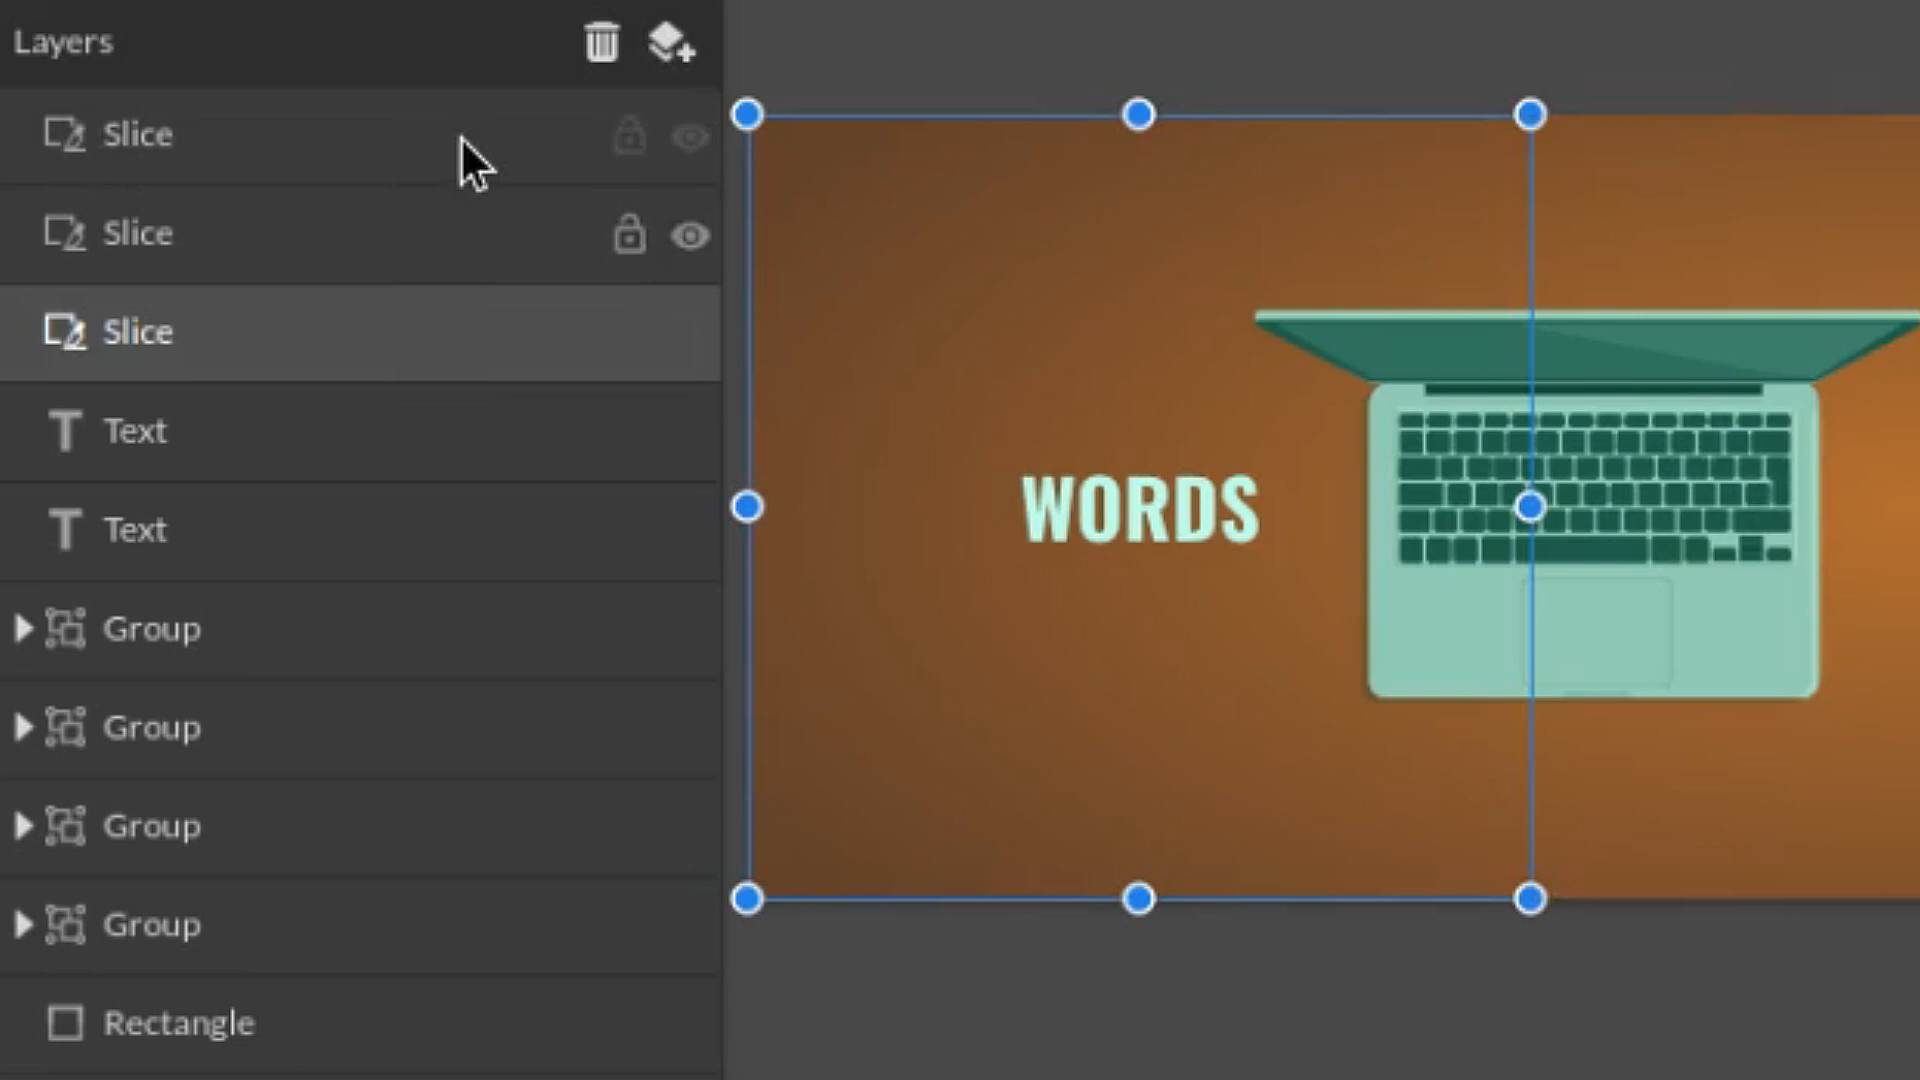 Layers
Slice
Slice
Slice
Text
Text
Group
Group
Group
Group
Rectangle
WORDS